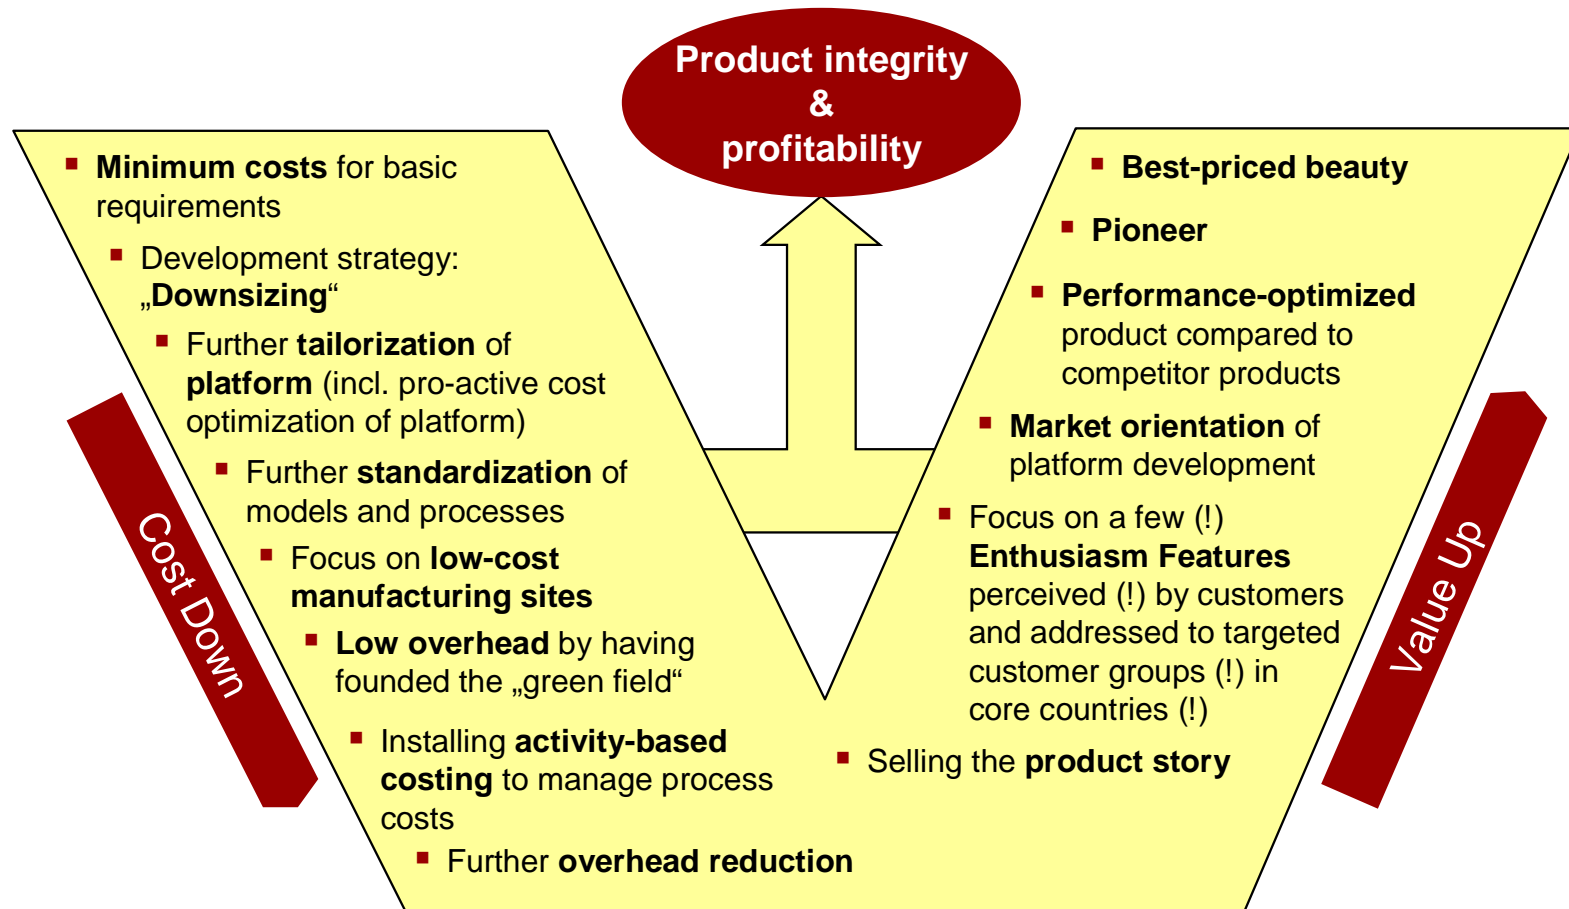 Product integrity
&
profitability
▪ Minimum costs for basic
requirements
▪ Development strategy:
„Downsizing“
▪ Further tailorization of
platform (incl. pro-active cost
optimization of platform)
▪ Further standardization of
models and processes
▪ Focus on low-cost
manufacturing sites
▪ Low overhead by having
founded the „green field“
▪ Installing activity-based
costing to manage process
costs
▪ Further overhead reduction
Cost Down
▪ Best-priced beauty
▪ Pioneer
▪ Performance-optimized
product compared to
competitor products
▪ Market orientation of
platform development
▪ Focus on a few (!)
Enthusiasm Features
perceived (!) by customers
and addressed to targeted
customer groups (!) in
core countries (!)
▪ Selling the product story
Value Up